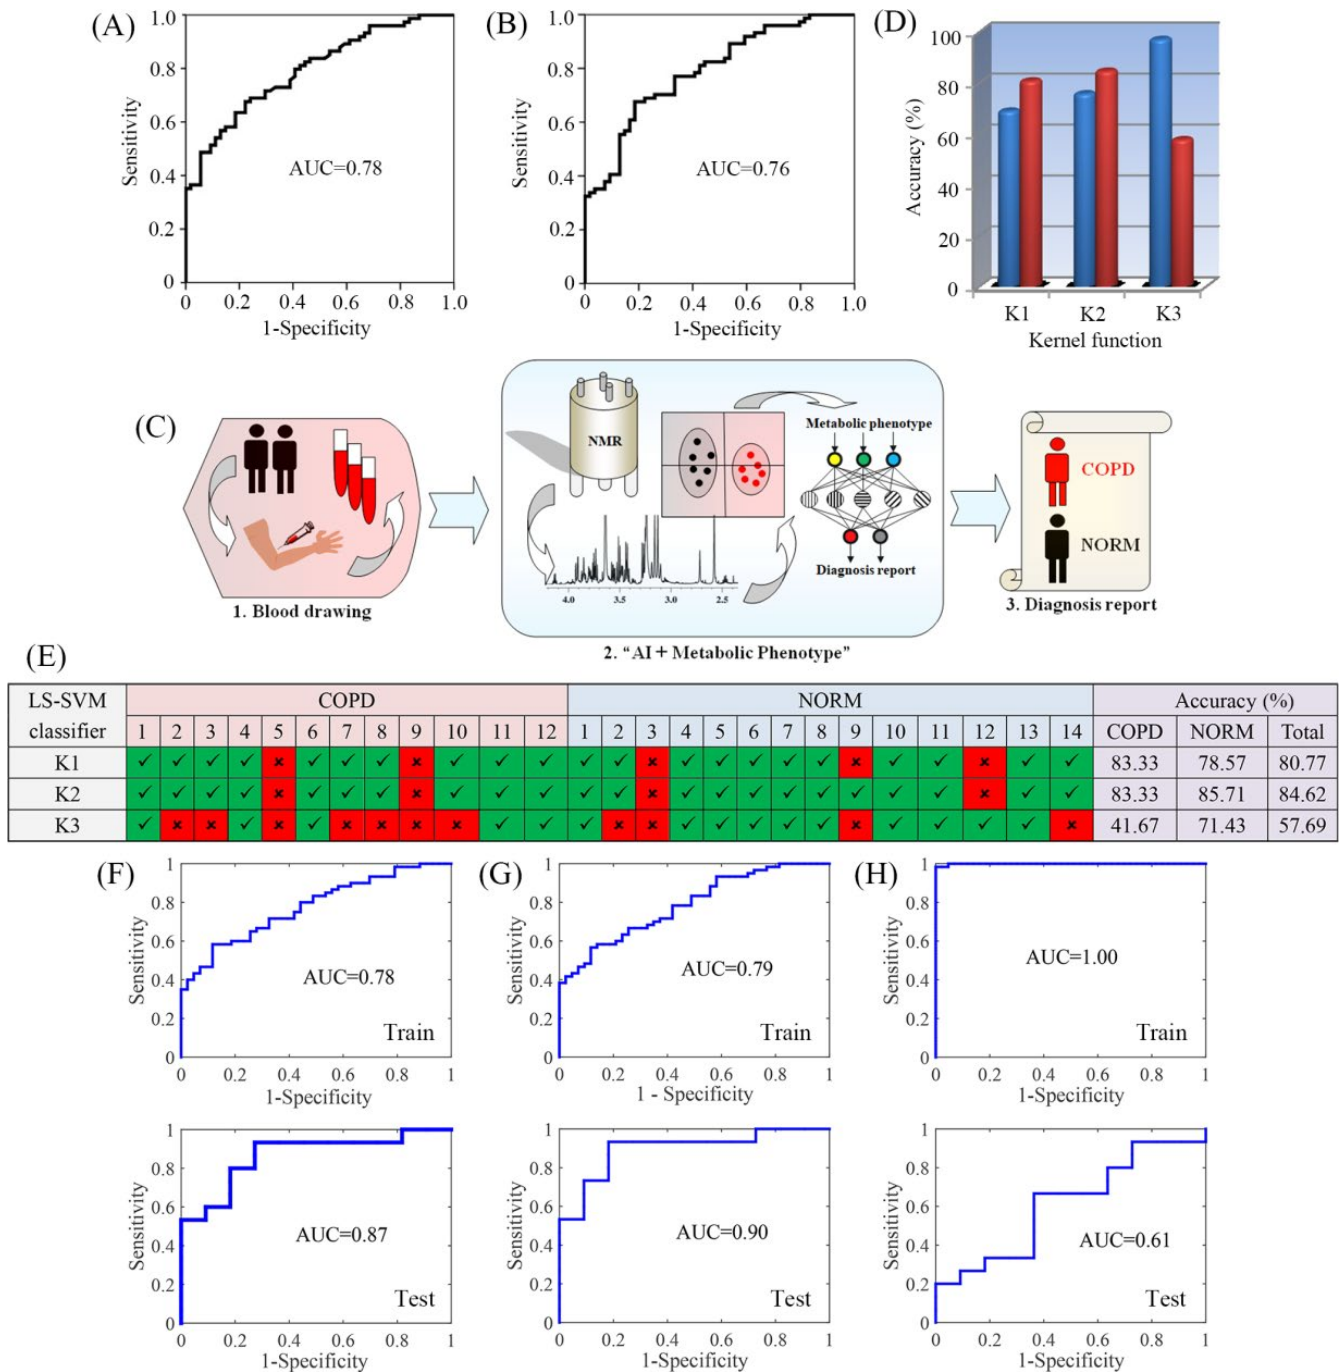 (A)
1.0
0.8
0.6
0.4
0.2
0
0
0.2
0.4
0.6
0.8
1.0
Sensitivity
AUC=0.78
1-Specificity
(B)
1.0
0.8
0.6
0.4
0.2
0
0
0.2
0.4
0.6
0.8
1.0
Sensitivity
AUC=0.76
1-Specificity
(D)
100
80
60
40
20
0
Accuracy (%)
K1 K2 K3
Kernel function
(C)
1. Blood drawing
NMR
4.0 3.5 3.0 2.5
Metabolic phenotype
Diagnosis report
2. “AI + Metabolic Phenotype”
COPD
NORM
3. Diagnosis report
(E)
LS-SVM classifier COPD NORM Accuracy (%)
1 2 3 4 5 6 7 8 9 10 11 12 1 2 3 4 5 6 7 8 9 10 11 12 13 14 COPD NORM Total
K1 ✓ ✓ ✓ ✓ × ✓ ✓ ✓ × ✓ ✓ ✓ ✓ ✓ × ✓ ✓ ✓ ✓ ✓ × ✓ ✓ × ✓ ✓ 83.33 78.57 80.77
K2 ✓ ✓ ✓ ✓ × ✓ ✓ ✓ × ✓ ✓ ✓ ✓ ✓ × ✓ ✓ ✓ ✓ ✓ ✓ ✓ ✓ × ✓ ✓ 83.33 85.71 84.62
K3 ✓ × × ✓ × ✓ × × × × ✓ ✓ ✓ × × ✓ ✓ ✓ ✓ ✓ × ✓ ✓ ✓ ✓ × 41.67 71.43 57.69
(F)
1
0.8
0.6
0.4
0.2
0
0 0.2 0.4 0.6 0.8 1
Sensitivity
AUC=0.78
Train
1-Specificity
(G)
1
0.8
0.6
0.4
0.2
0
0 0.2 0.4 0.6 0.8 1
Sensitivity
AUC=0.79
Train
1 - Specificity
(H)
1
0.8
0.6
0.4
0.2
0
0 0.2 0.4 0.6 0.8 1
Sensitivity
AUC=1.00
Train
1-Specificity
1
0.8
0.6
0.4
0.2
0
0 0.2 0.4 0.6 0.8 1
Sensitivity
AUC=0.87
Test
1-Specificity
1
0.8
0.6
0.4
0.2
0
0 0.2 0.4 0.6 0.8 1
Sensitivity
AUC=0.90
Test
1-Specificity
1
0.8
0.6
0.4
0.2
0
0 0.2 0.4 0.6 0.8 1
Sensitivity
AUC=0.61
Test
1-Specificity